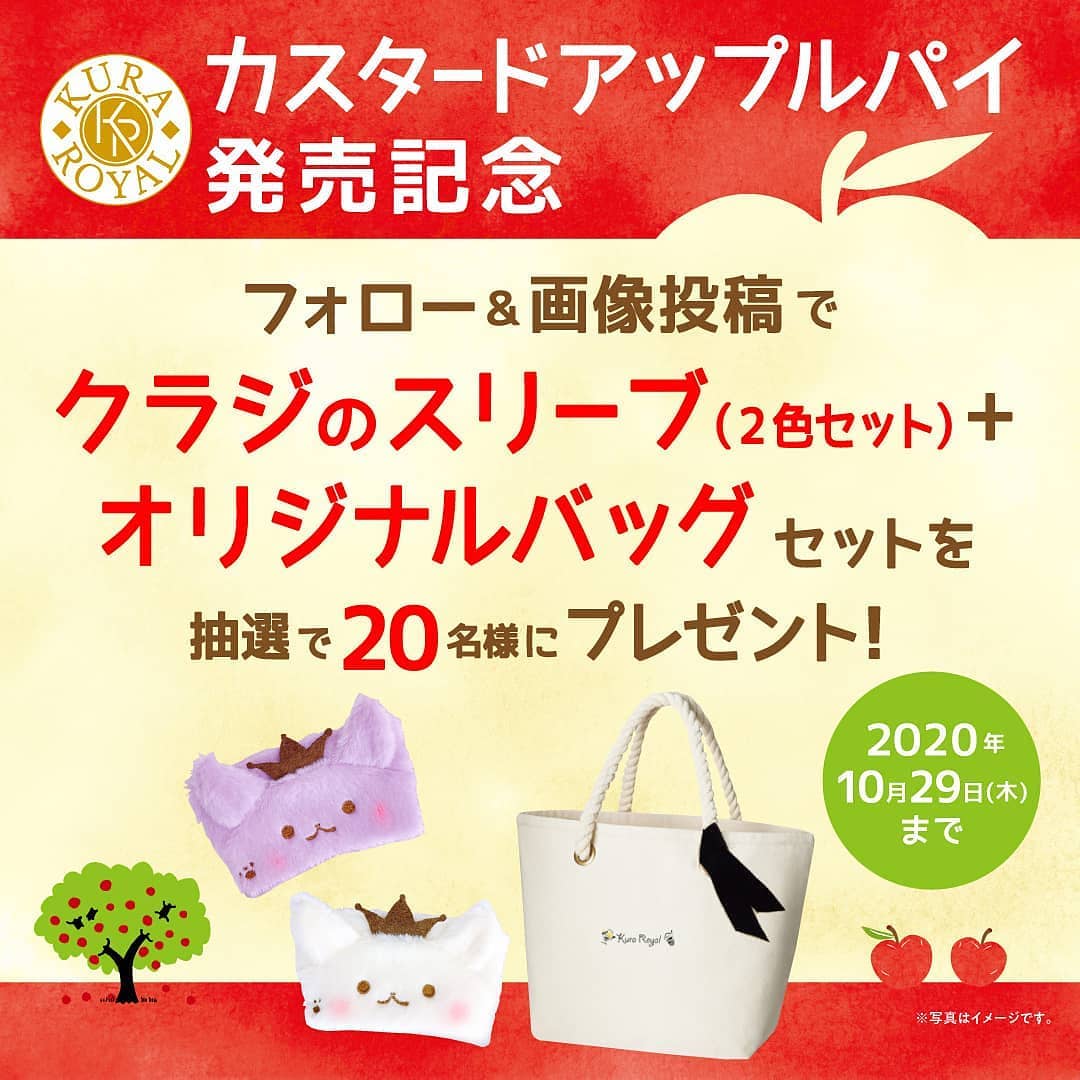 KURA ROYAL
KR
カスタードアップルパイ
発売記念
フォロー&画像投稿で
クラジのスリーブ(2色セット)+
オリジナルバッグセットを
抽選で20名様にプレゼント!
2020年
10月29日(木)
まで
Kura Royal
※写真はイメージです。